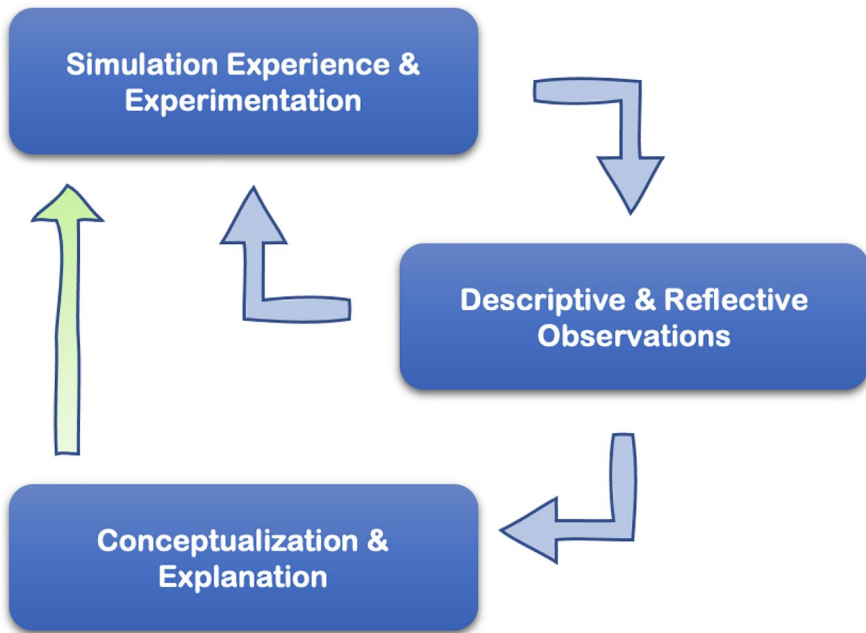 Simulation Experience &
Experimentation
Descriptive & Reflective
Observations
Conceptualization &
Explanation